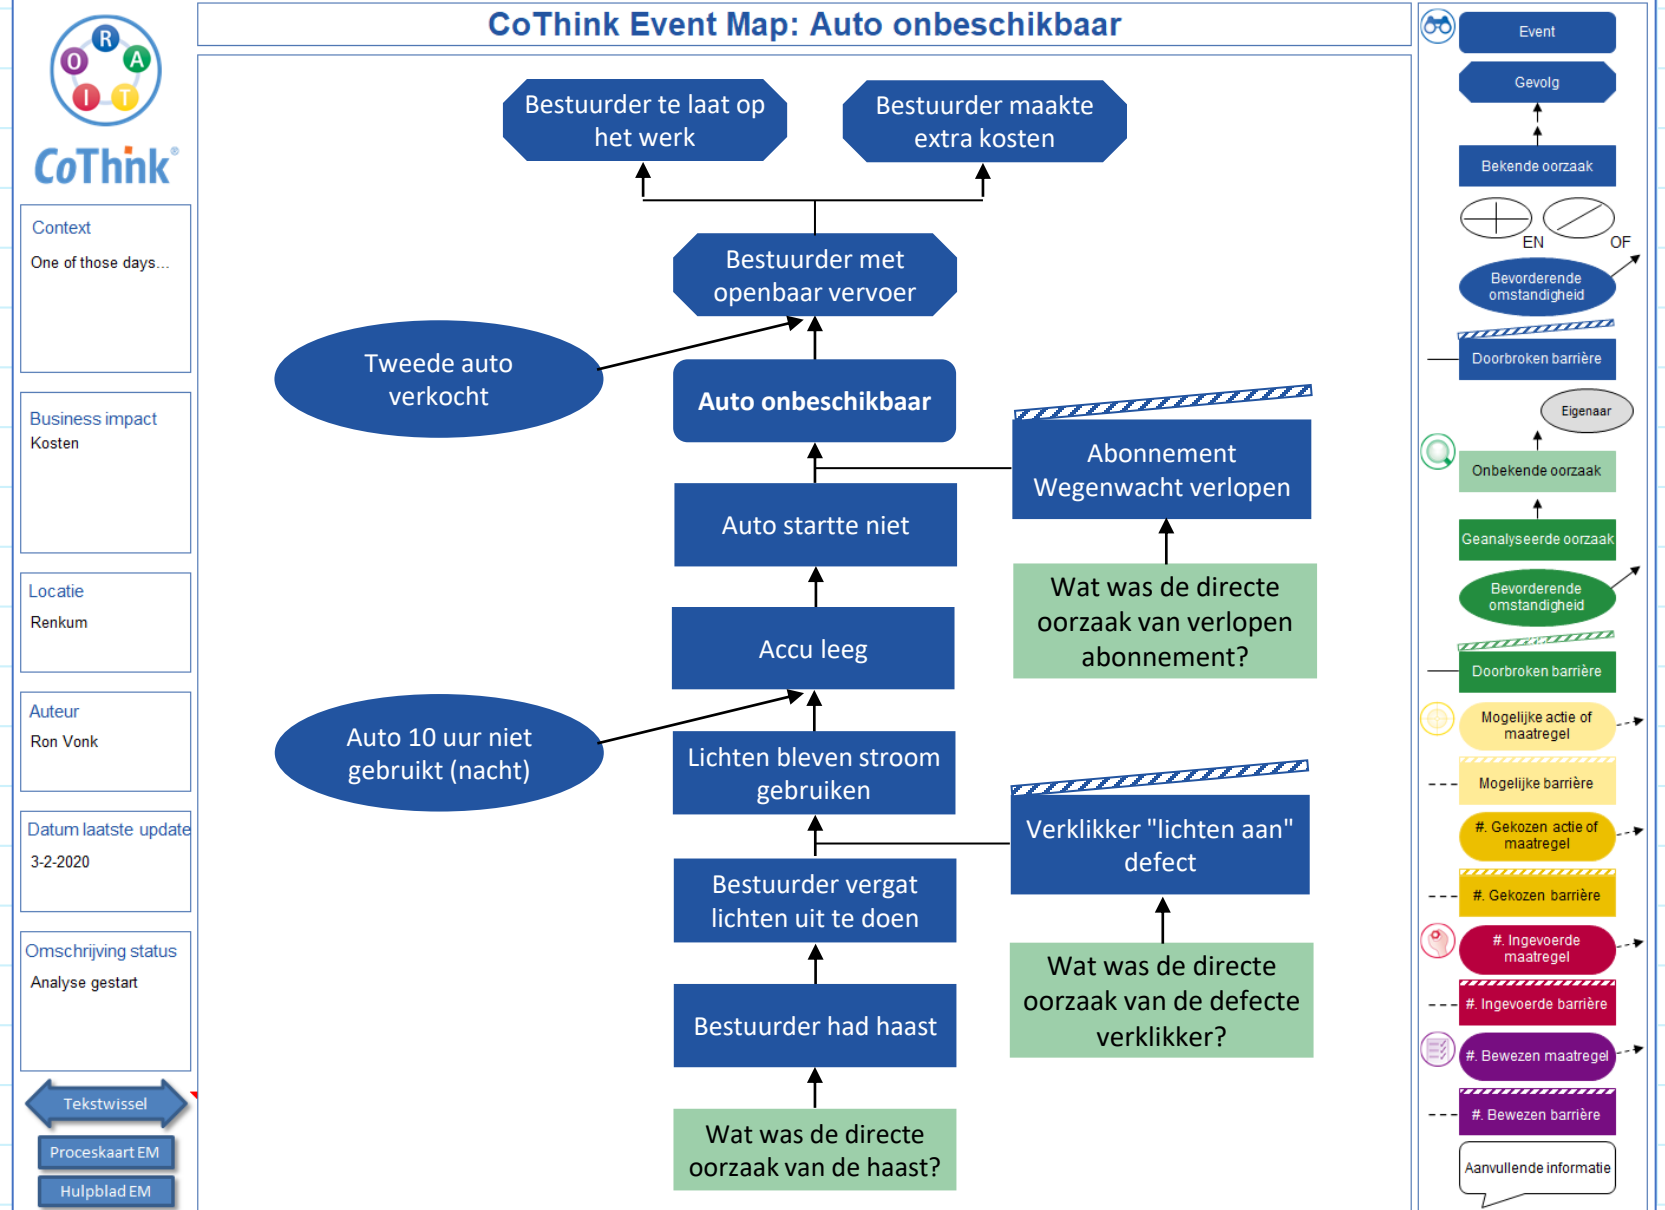 CoThink Event Map: Auto onbeschikbaar
R
O
A
I
T
CoThink®
Context
One of those days...
Business impact
Kosten
Locatie
Renkum
Auteur
Ron Vonk
Datum laatste update
3-2-2020
Omschrijving status
Analyse gestart
Tekstwissel
Proceskaart EM
Hulpblad EM
Bestuurder te laat op
het werk
Bestuurder maakte
extra kosten
Bestuurder met
openbaar vervoer
Tweede auto
verkocht
Auto onbeschikbaar
Abonnement
Wegenwacht verlopen
Auto startte niet
Wat was de directe
oorzaak van verlopen
abonnement?
Accu leeg
Auto 10 uur niet
gebruikt (nacht)
Lichten bleven stroom
gebruiken
Verklikker "lichten aan"
defect
Bestuurder vergat
lichten uit te doen
Wat was de directe
oorzaak van de defecte
verklikker?
Bestuurder had haast
Wat was de directe
oorzaak van de haast?
Event
Gevolg
Bekende oorzaak
EN
OF
Bevorderende
omstandigheid
Doorbroken barrière
Eigenaar
Onbekende oorzaak
Geanalyseerde oorzaak
Bevorderende
omstandigheid
Doorbroken barrière
Mogelijke actie of
maatregel
Mogelijke barrière
#. Gekozen actie of
maatregel
#. Gekozen barrière
#. Ingevoerde
maatregel
#. Ingevoerde barrière
#. Bewezen maatregel
#. Bewezen barrière
Aanvullende informatie